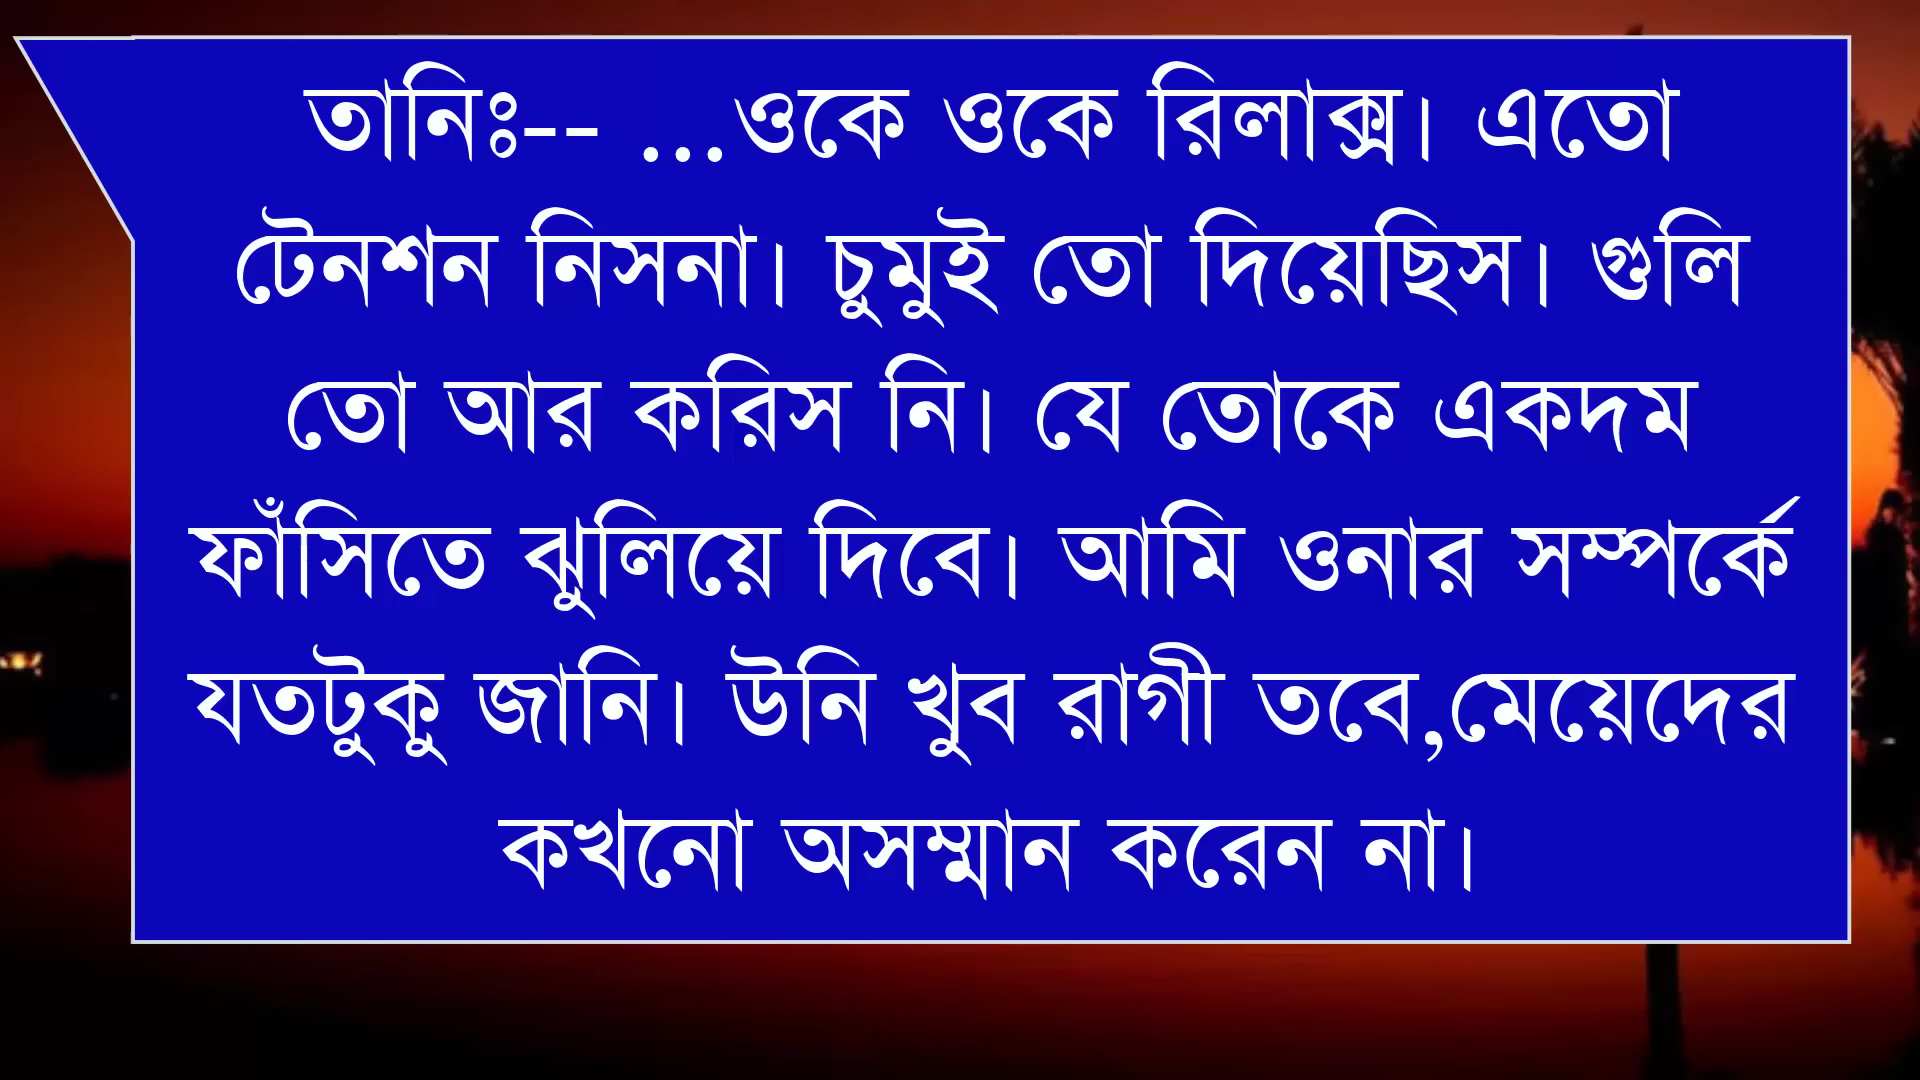 তানিঃ-- ...ওকে ওকে রিলাক্স। এতো
টেনশন নিসনা। চুমুই তো দিয়েছিস। গুলি
তো আর করিস নি। যে তোকে একদম
ফাঁসিতে ঝুলিয়ে দিবে। আমি ওনার সম্পর্কে
যতটুকু জানি। উনি খুব রাগী তবে,মেয়েদের
কখনো অসম্মান করেন না।